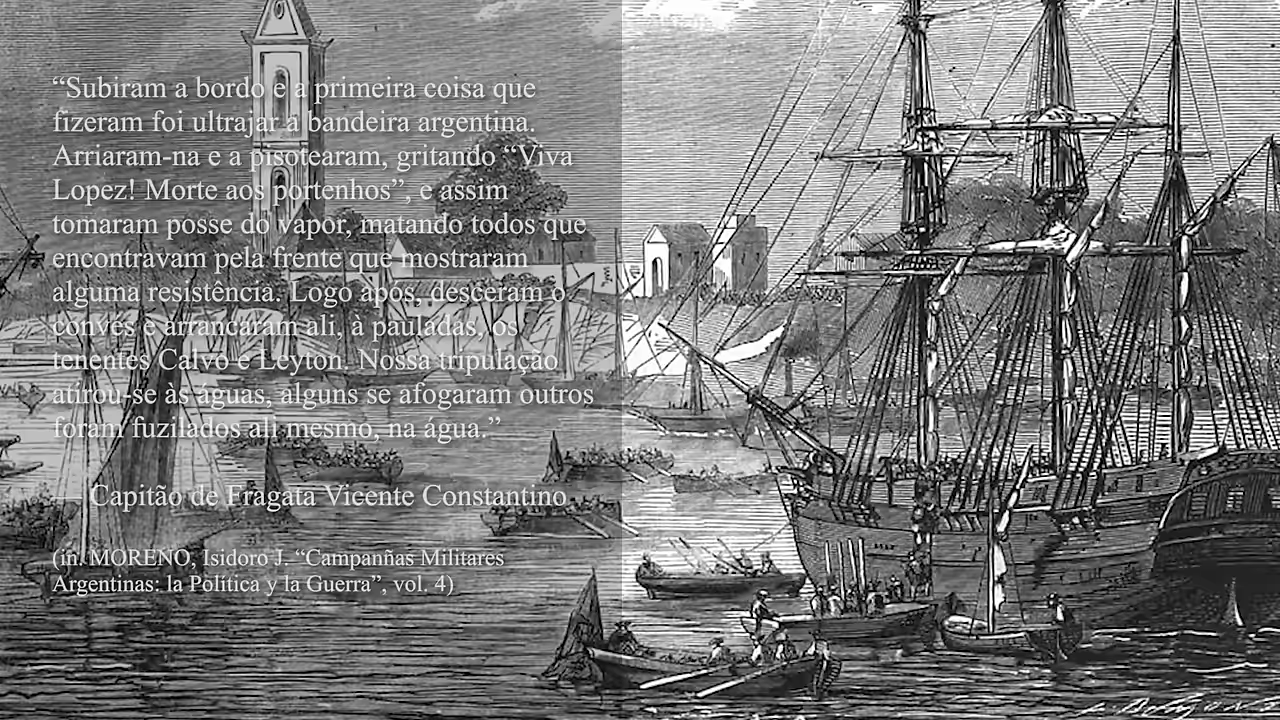 “Subiram a bordo e a primeira coisa que
fizeram foi ultrajar a bandeira argentina.
Arriaram-na e a pisotearam, gritando “Viva
Lopez! Morte aos portenhos”, e assim
tomaram posse do vapor, matando todos que
encontravam pela frente que mostraram
alguma resistência. Logo após, desceram o
convés e arrancaram ali, à pauladas, os
tenentes Calvo e Leyton. Nossa tripulação
atirou-se às águas, alguns se afogaram outros
foram fuzilados ali mesmo, na água.”
Capitão de Fragata Vicente Constantino
(in. MORENO, Isidoro J. “Campanñas Militares
Argentinas: la Política y la Guerra”, vol. 4)